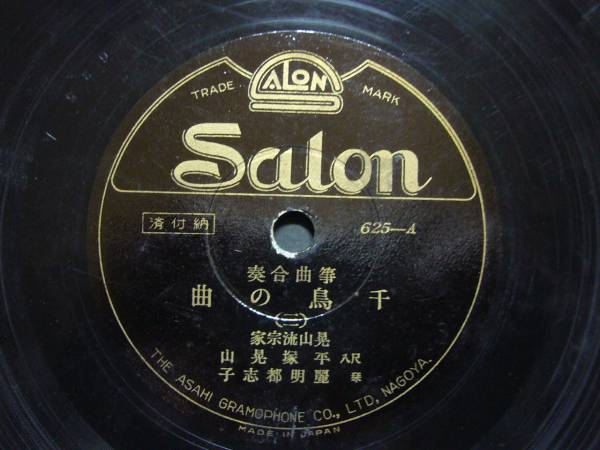 SALON
TRADE MARK
Salon
納付済
625-A
箏曲合奏
千鳥の曲
(三)
晃山流宗家
尺八 平塚晃山
琴 麗明都志子
THE ASAHI GRAMOPHONE CO., LTD, NAGOYA.
MADE IN JAPAN